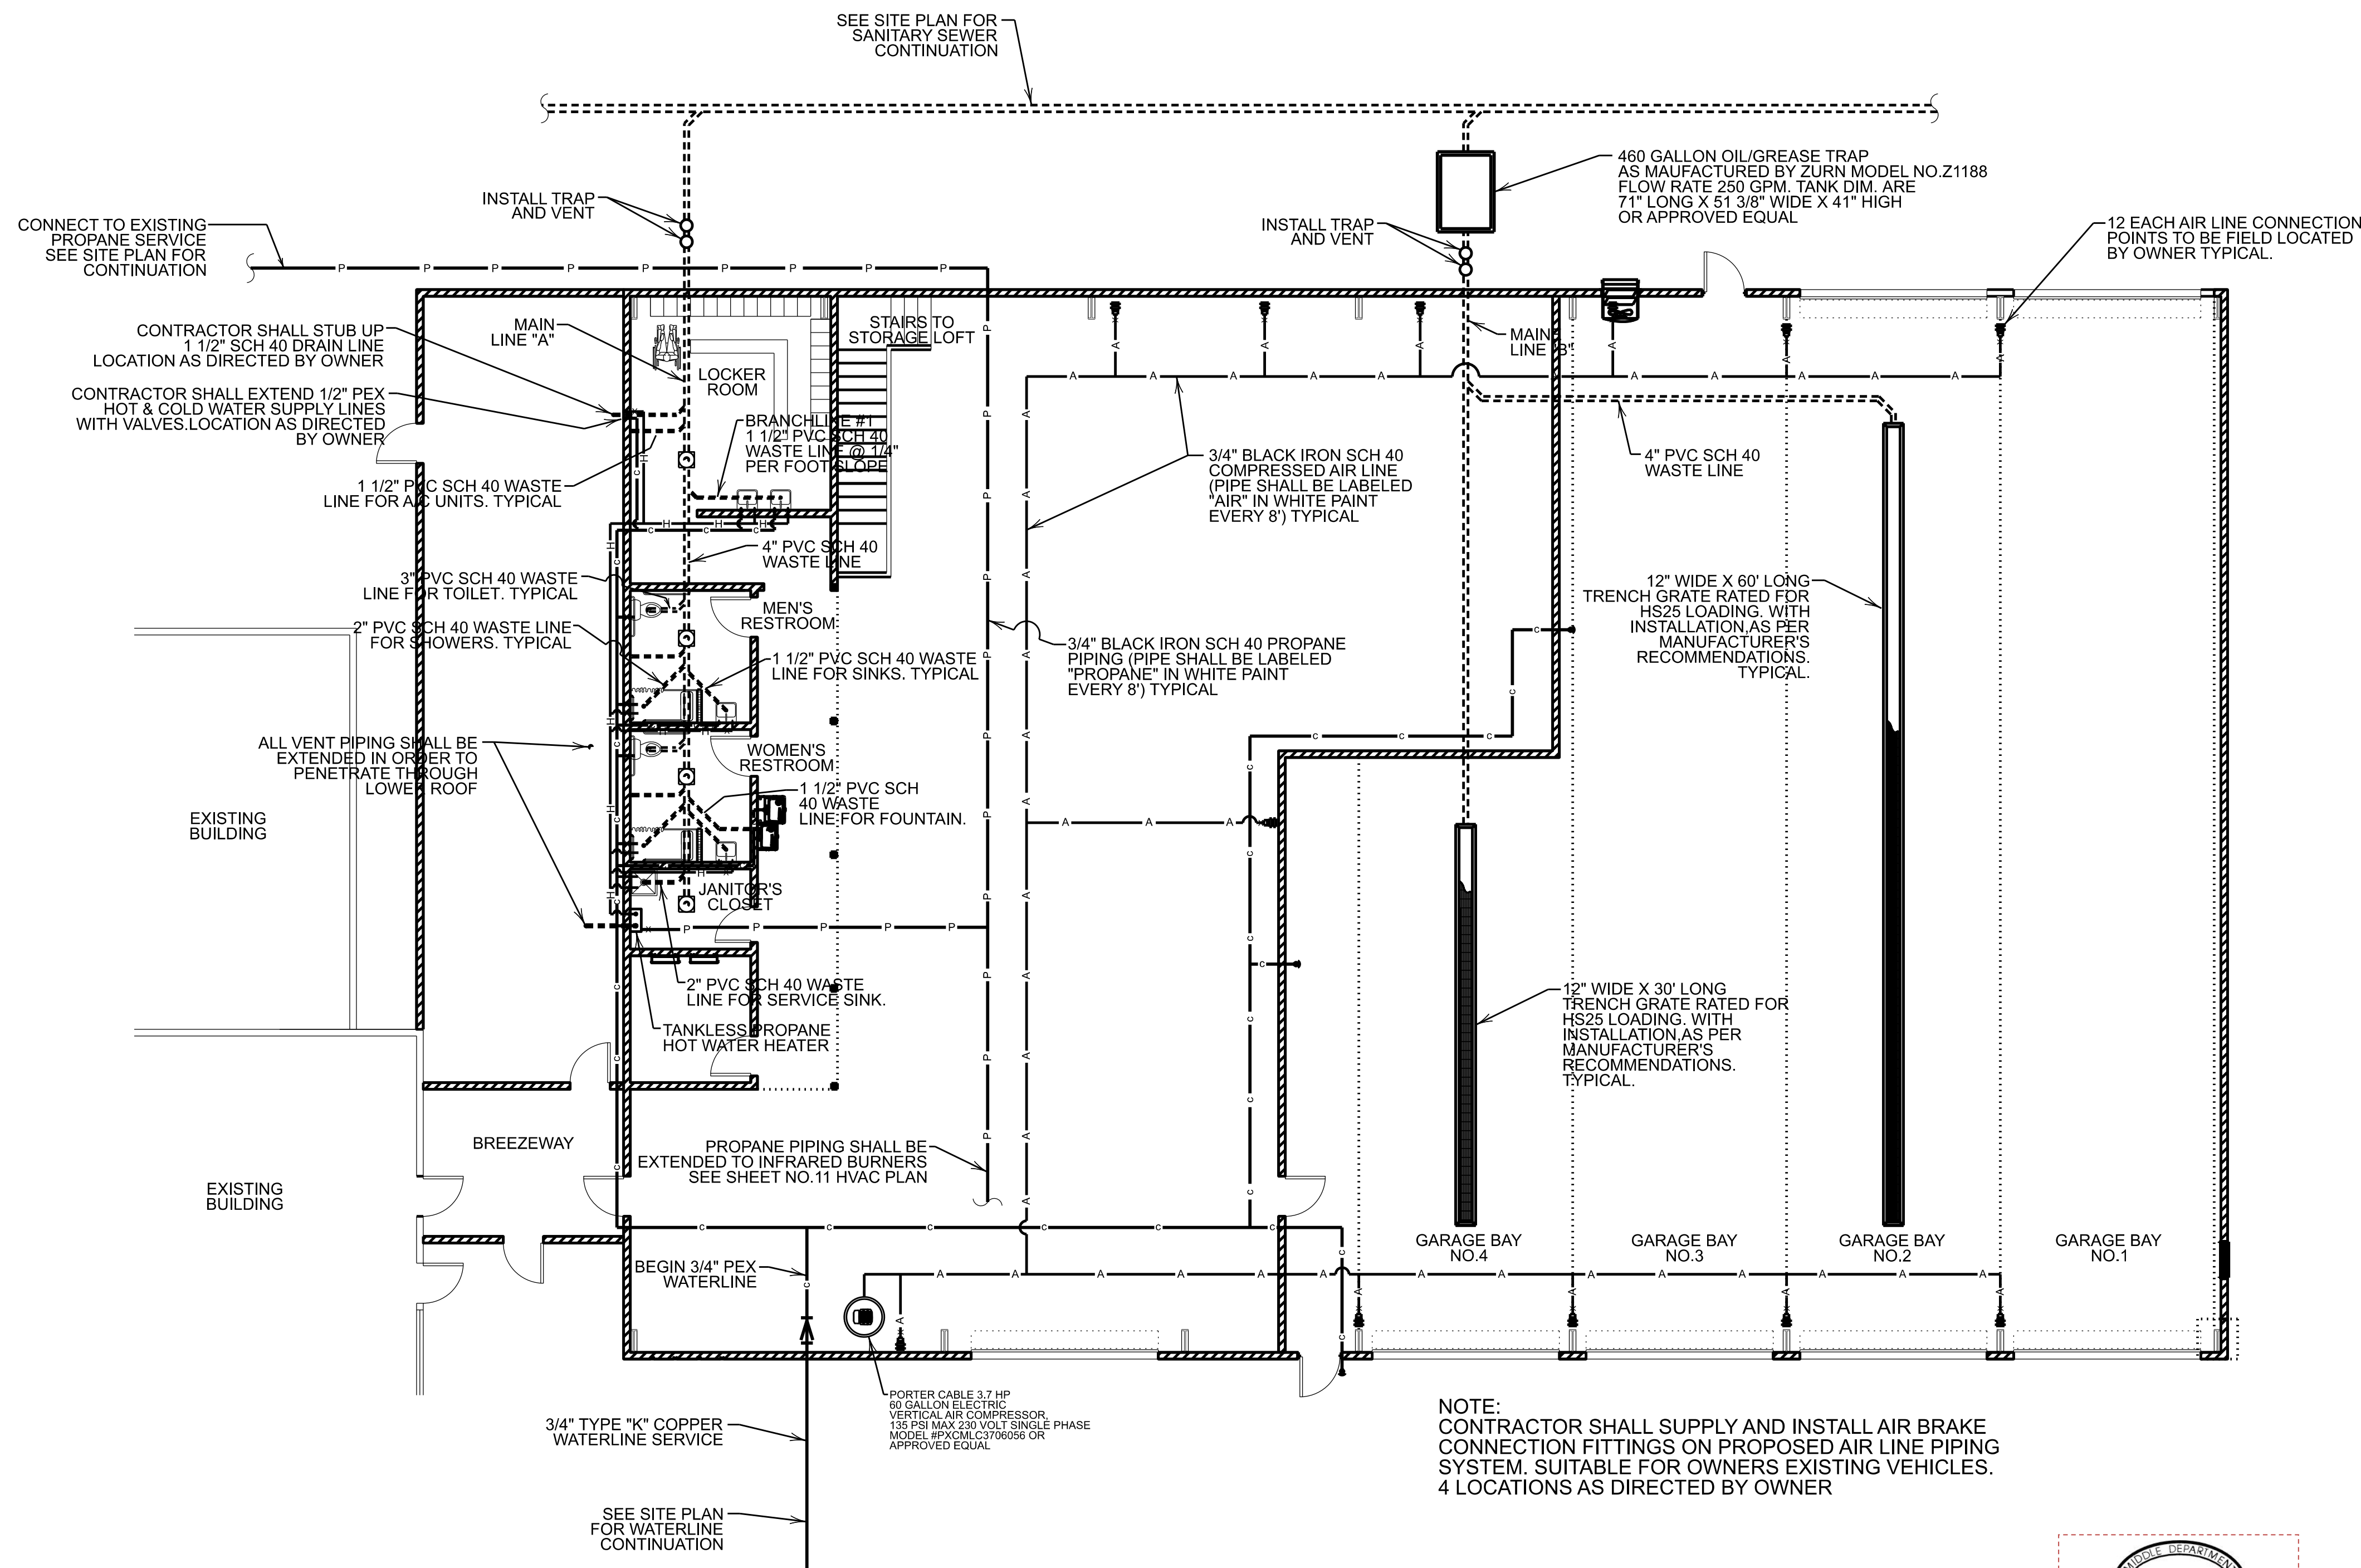 SEE SITE PLAN FOR
SANITARY SEWER
CONTINUATION
460 GALLON OIL/GREASE TRAP
AS MAUFACTURED BY ZURN MODEL NO.Z1188
FLOW RATE 250 GPM. TANK DIM. ARE
71" LONG X 51 3/8" WIDE X 41" HIGH
OR APPROVED EQUAL
INSTALL TRAP
AND VENT
INSTALL TRAP
AND VENT
CONNECT TO EXISTING
PROPANE SERVICE
SEE SITE PLAN FOR
CONTINUATION
12 EACH AIR LINE CONNECTION
POINTS TO BE FIELD LOCATED
BY OWNER TYPICAL.
CONTRACTOR SHALL STUB UP
1 1/2" SCH 40 DRAIN LINE
LOCATION AS DIRECTED BY OWNER
MAIN
LINE "A"
STAIRS TO
STORAGE LOFT
MAIN
LINE "B"
LOCKER
ROOM
CONTRACTOR SHALL EXTEND 1/2" PEX
HOT & COLD WATER SUPPLY LINES
WITH VALVES.LOCATION AS DIRECTED
BY OWNER
BRANCHLINE #1
1 1/2" PVC SCH 40
WASTE LINE @ 1/4"
PER FOOT SLOPE
1 1/2" PVC SCH 40 WASTE
LINE FOR A/C UNITS. TYPICAL
3/4" BLACK IRON SCH 40
COMPRESSED AIR LINE
(PIPE SHALL BE LABELED
"AIR" IN WHITE PAINT
EVERY 8') TYPICAL
4" PVC SCH 40
WASTE LINE
4" PVC SCH 40
WASTE LINE
3" PVC SCH 40 WASTE
LINE FOR TOILET. TYPICAL
MEN'S
RESTROOM
12" WIDE X 60' LONG
TRENCH GRATE RATED FOR
HS25 LOADING. WITH
INSTALLATION,AS PER
MANUFACTURER'S
RECOMMENDATIONS.
TYPICAL.
2" PVC SCH 40 WASTE LINE
FOR SHOWERS. TYPICAL
1 1/2" PVC SCH 40 WASTE
LINE FOR SINKS. TYPICAL
3/4" BLACK IRON SCH 40 PROPANE
PIPING (PIPE SHALL BE LABELED
"PROPANE" IN WHITE PAINT
EVERY 8') TYPICAL
ALL VENT PIPING SHALL BE
EXTENDED IN ORDER TO
PENETRATE THROUGH
LOWER ROOF
WOMEN'S
RESTROOM
1 1/2" PVC SCH
40 WASTE
LINE FOR FOUNTAIN.
EXISTING
BUILDING
JANITOR'S
CLOSET
2" PVC SCH 40 WASTE
LINE FOR SERVICE SINK.
TANKLESS PROPANE
HOT WATER HEATER
12" WIDE X 30' LONG
TRENCH GRATE RATED FOR
HS25 LOADING. WITH
INSTALLATION,AS PER
MANUFACTURER'S
RECOMMENDATIONS.
TYPICAL.
BREEZEWAY
PROPANE PIPING SHALL BE
EXTENDED TO INFRARED BURNERS
SEE SHEET NO.11 HVAC PLAN
EXISTING
BUILDING
GARAGE BAY
NO.4
GARAGE BAY
NO.3
GARAGE BAY
NO.2
GARAGE BAY
NO.1
BEGIN 3/4" PEX
WATERLINE
PORTER CABLE 3.7 HP
60 GALLON ELECTRIC
VERTICAL AIR COMPRESSOR,
135 PSI MAX 230 VOLT SINGLE PHASE
MODEL #PXCMLC3706056 OR
APPROVED EQUAL
3/4" TYPE "K" COPPER
WATERLINE SERVICE
NOTE:
CONTRACTOR SHALL SUPPLY AND INSTALL AIR BRAKE
CONNECTION FITTINGS ON PROPOSED AIR LINE PIPING
SYSTEM. SUITABLE FOR OWNERS EXISTING VEHICLES.
4 LOCATIONS AS DIRECTED BY OWNER
SEE SITE PLAN
FOR WATERLINE
CONTINUATION
MIDDLE DEPARTMENT